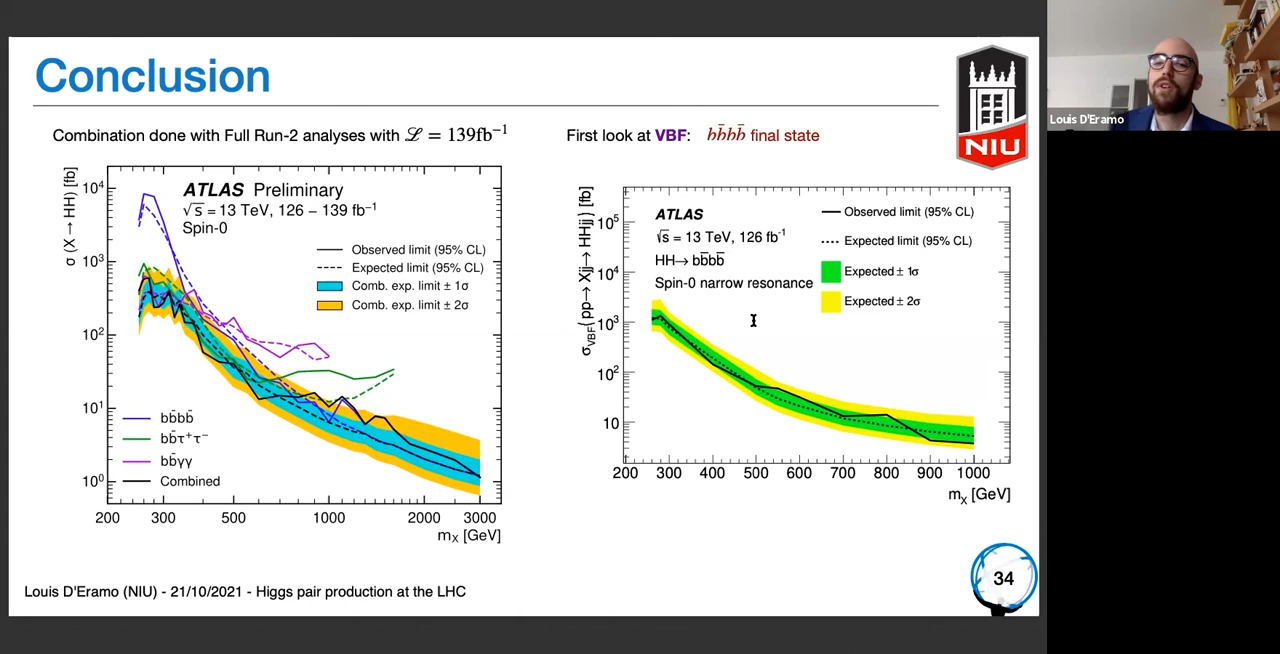 Conclusion
NIU
Louis D'Eramo
Combination done with Full Run-2 analyses with ℒ = 139fb⁻¹
First look at VBF: hb̄hb̄ final state
σ (X → HH) [fb]
10⁴
10³
10²
10¹
10⁰
ATLAS Preliminary
√s = 13 TeV, 126 – 139 fb⁻¹
Spin-0
Observed limit (95% CL)
Expected limit (95% CL)
Comb. exp. limit ± 1σ
Comb. exp. limit ± 2σ
bb̄bb̄
bb̄τ⁺τ⁻
bb̄γγ
Combined
200 300 500 1000 2000 3000
mX [GeV]
σVBF(pp→ Xjj→ HHjj) [fb]
10⁵
10⁴
10³
10²
10
ATLAS
√s = 13 TeV, 126 fb⁻¹
HH→ bb̄bb̄
Spin-0 narrow resonance
Observed limit (95% CL)
Expected limit (95% CL)
Expected ± 1σ
Expected ± 2σ
200 300 400 500 600 700 800 900 1000
mX [GeV]
Louis D'Eramo (NIU) - 21/10/2021 - Higgs pair production at the LHC
34